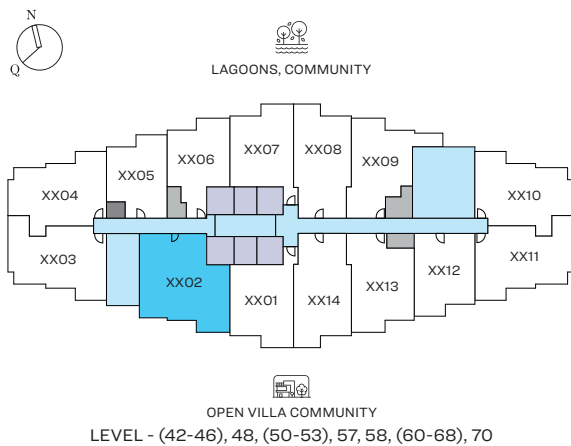 N
Q
LAGOONS, COMMUNITY
XX07 XX08
XX06 XX09
XX05
XX04 XX10
XX03 XX11
XX02 XX12
XX01 XX14 XX13
OPEN VILLA COMMUNITY
LEVEL - (42-46), 48, (50-53), 57, 58, (60-68), 70